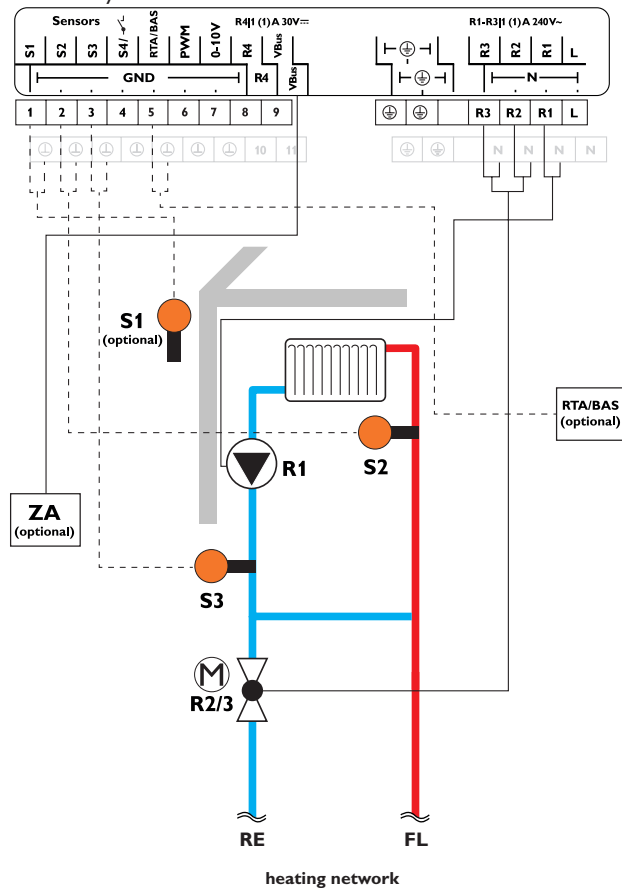 Sensors R4|1 (1) A 30V⎓ R1-R3|1 (1) A 240V~
S1 S2 S3 S4/ RTA/BAS PWM 0-10V R4 VBus R3 R2 R1 L
GND R4 VBus N
1 2 3 4 5 6 7 8 9 R3 R2 R1 L
10 11 N N N N
S1
(optional)
RTA/BAS
(optional)
S2
R1
ZA
(optional)
S3
M
R2/3
RE FL
heating network